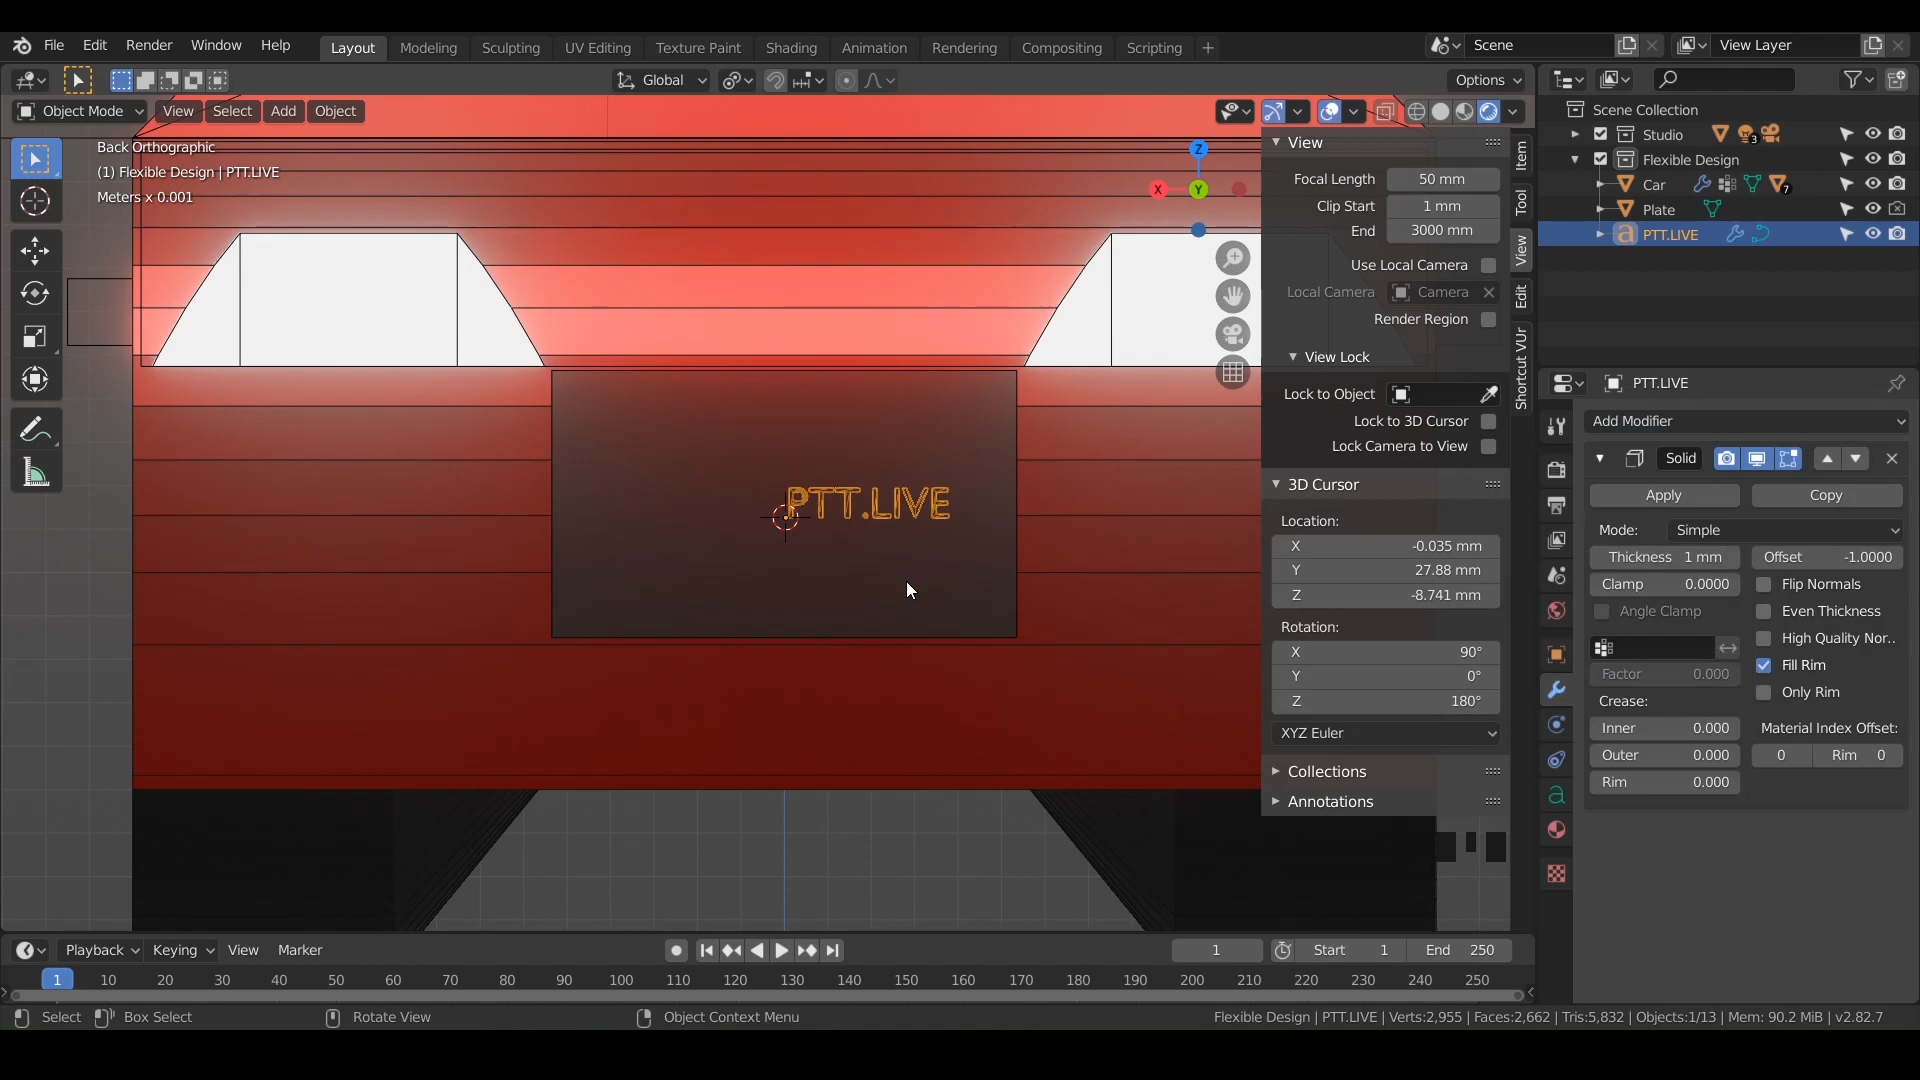 File Edit Render Window Help Layout Modeling Sculpting UV Editing Texture Paint Shading Animation Rendering Compositing Scripting + Scene View Layer
Global Options
Object Mode View Select Add Object
Back Orthographic
(1) Flexible Design | PTT.LIVE
Meters x 0.001
Z
X Y
PTT.LIVE
View
Focal Length 50 mm
Clip Start 1 mm
End 3000 mm
Use Local Camera
Local Camera Camera
Render Region
View Lock
Lock to Object
Lock to 3D Cursor
Lock Camera to View
3D Cursor
Location:
X -0.035 mm
Y 27.88 mm
Z -8.741 mm
Rotation:
X 90°
Y 0°
Z 180°
XYZ Euler
Collections
Annotations
Item
Tool
View
Edit
Shortcut VUr
Scene Collection
Studio 3
Flexible Design
Car 7
Plate
PTT.LIVE
PTT.LIVE
Add Modifier
Solid
Apply Copy
Mode: Simple
Thickness 1 mm Offset -1.0000
Clamp 0.0000 Flip Normals
Angle Clamp Even Thickness
High Quality Nor..
Fill Rim
Factor 0.000 Only Rim
Crease:
Inner 0.000 Material Index Offset:
Outer 0.000 0 Rim 0
Rim 0.000
Playback Keying View Marker 1 Start 1 End 250
1 10 20 30 40 50 60 70 80 90 100 110 120 130 140 150 160 170 180 190 200 210 220 230 240 250
Select Box Select Rotate View Object Context Menu Flexible Design | PTT.LIVE | Verts:2,955 | Faces:2,662 | Tris:5,832 | Objects:1/13 | Mem: 90.2 MiB | v2.82.7